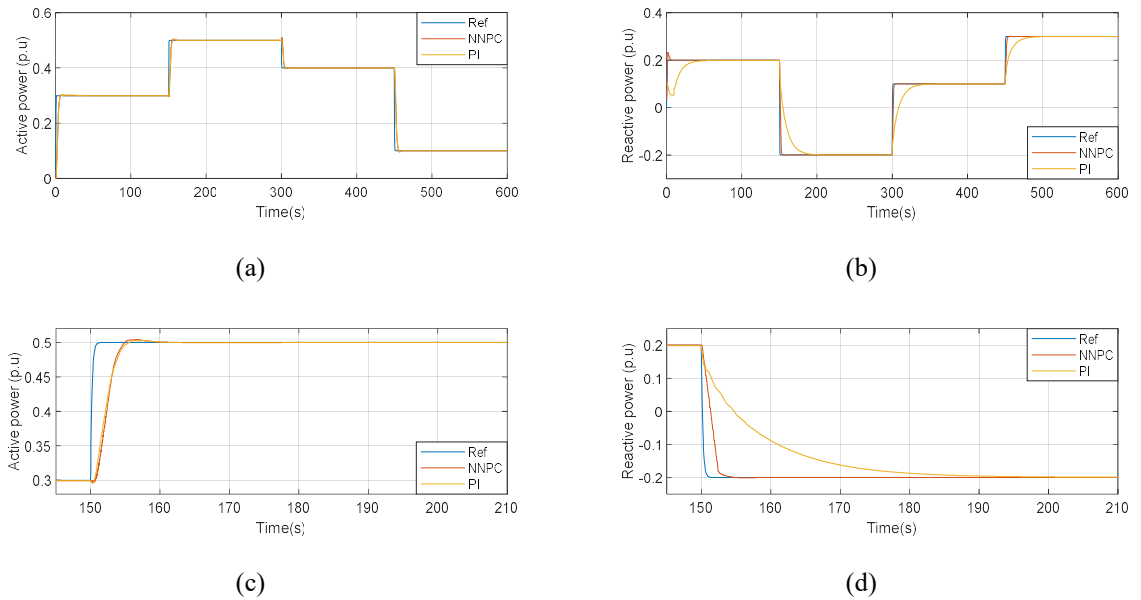 0.6
0.4
0.2
0
Active power (p.u)
0
100
200
300
400
500
600
Time(s)
Ref
NNPC
PI
(a)
0.4
0.2
0
-0.2
Reactive power (p.u)
0
100
200
300
400
500
600
Time(s)
Ref
NNPC
PI
(b)
0.5
0.45
0.4
0.35
0.3
Active power (p.u)
150
160
170
180
190
200
210
Time(s)
Ref
NNPC
PI
(c)
0.2
0.1
0
-0.1
-0.2
Reactive power (p.u)
150
160
170
180
190
200
210
Time(s)
Ref
NNPC
PI
(d)